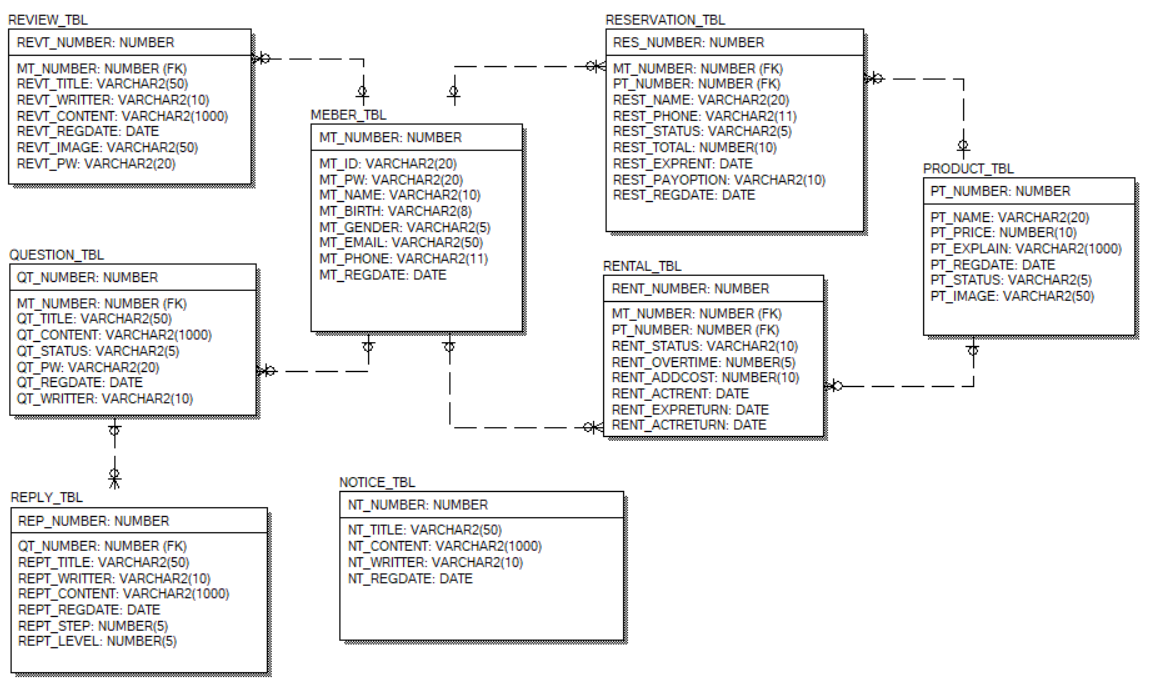 REVIEW_TBL
REVT_NUMBER: NUMBER
MT_NUMBER: NUMBER (FK)
REVT_TITLE: VARCHAR2(50)
REVT_WRITTER: VARCHAR2(10)
REVT_CONTENT: VARCHAR2(1000)
REVT_REGDATE: DATE
REVT_IMAGE: VARCHAR2(50)
REVT_PW: VARCHAR2(20)
MEBER_TBL
MT_NUMBER: NUMBER
MT_ID: VARCHAR2(20)
MT_PW: VARCHAR2(20)
MT_NAME: VARCHAR2(10)
MT_BIRTH: VARCHAR2(8)
MT_GENDER: VARCHAR2(5)
MT_EMAIL: VARCHAR2(50)
MT_PHONE: VARCHAR2(11)
MT_REGDATE: DATE
RESERVATION_TBL
RES_NUMBER: NUMBER
MT_NUMBER: NUMBER (FK)
PT_NUMBER: NUMBER (FK)
REST_NAME: VARCHAR2(20)
REST_PHONE: VARCHAR2(11)
REST_STATUS: VARCHAR2(5)
REST_TOTAL: NUMBER(10)
REST_EXPRENT: DATE
REST_PAYOPTION: VARCHAR2(10)
REST_REGDATE: DATE
PRODUCT_TBL
PT_NUMBER: NUMBER
PT_NAME: VARCHAR2(20)
PT_PRICE: NUMBER(10)
PT_EXPLAIN: VARCHAR2(1000)
PT_REGDATE: DATE
PT_STATUS: VARCHAR2(5)
PT_IMAGE: VARCHAR2(50)
QUESTION_TBL
QT_NUMBER: NUMBER
MT_NUMBER: NUMBER (FK)
QT_TITLE: VARCHAR2(50)
QT_CONTENT: VARCHAR2(1000)
QT_STATUS: VARCHAR2(5)
QT_PW: VARCHAR2(20)
QT_REGDATE: DATE
QT_WRITTER: VARCHAR2(10)
RENTAL_TBL
RENT_NUMBER: NUMBER
MT_NUMBER: NUMBER (FK)
PT_NUMBER: NUMBER (FK)
RENT_STATUS: VARCHAR2(10)
RENT_OVERTIME: NUMBER(5)
RENT_ADDCOST: NUMBER(10)
RENT_ACTRENT: DATE
RENT_EXPRETURN: DATE
RENT_ACTRETURN: DATE
REPLY_TBL
REP_NUMBER: NUMBER
QT_NUMBER: NUMBER (FK)
REPT_TITLE: VARCHAR2(50)
REPT_WRITTER: VARCHAR2(10)
REPT_CONTENT: VARCHAR2(1000)
REPT_REGDATE: DATE
REPT_STEP: NUMBER(5)
REPT_LEVEL: NUMBER(5)
NOTICE_TBL
NT_NUMBER: NUMBER
NT_TITLE: VARCHAR2(50)
NT_CONTENT: VARCHAR2(1000)
NT_WRITTER: VARCHAR2(10)
NT_REGDATE: DATE